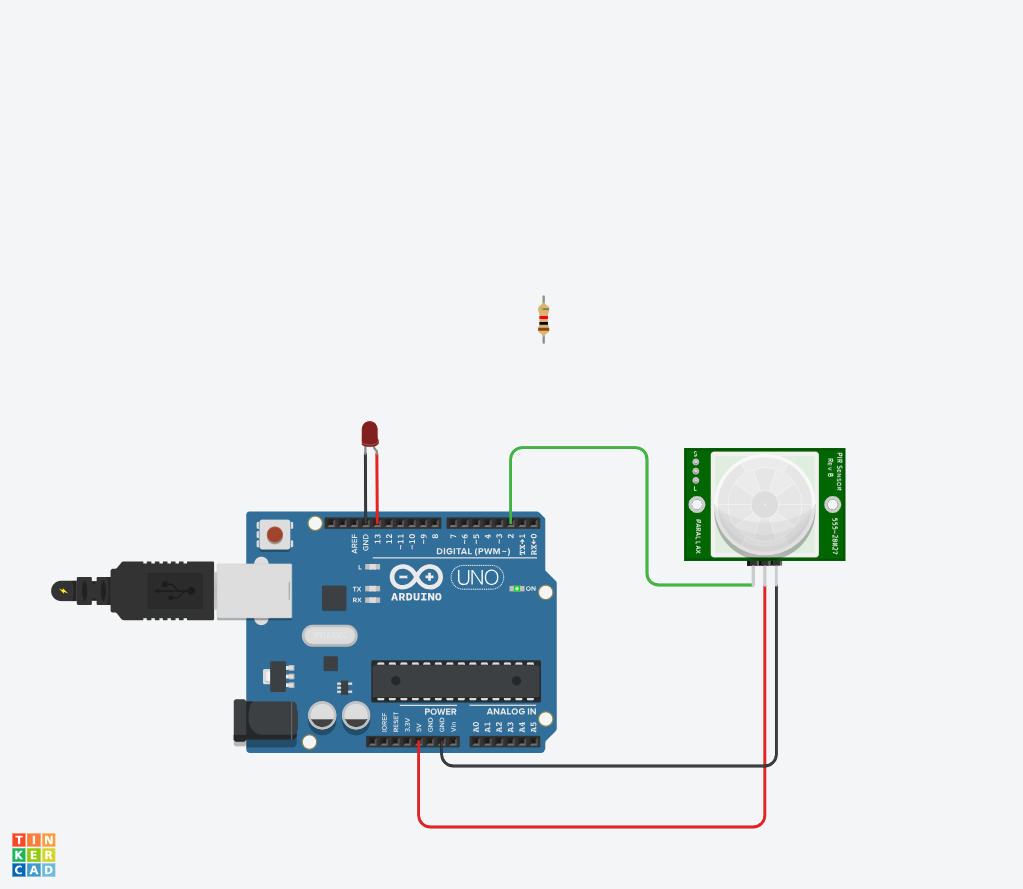 S
L
PIR SENSOR
Rev B
PARALLAX
555-28027
AREF
GND
13
12
~11
~10
~9
8
7
~6
~5
4
~3
2
TX→1
RX←0
DIGITAL (PWM~)
L
TX
RX
ARDUINO
UNO
ON
POWER
ANALOG IN
IOREF
RESET
3.3V
5V
GND
GND
Vin
A0
A1
A2
A3
A4
A5
TIN
KER
CAD